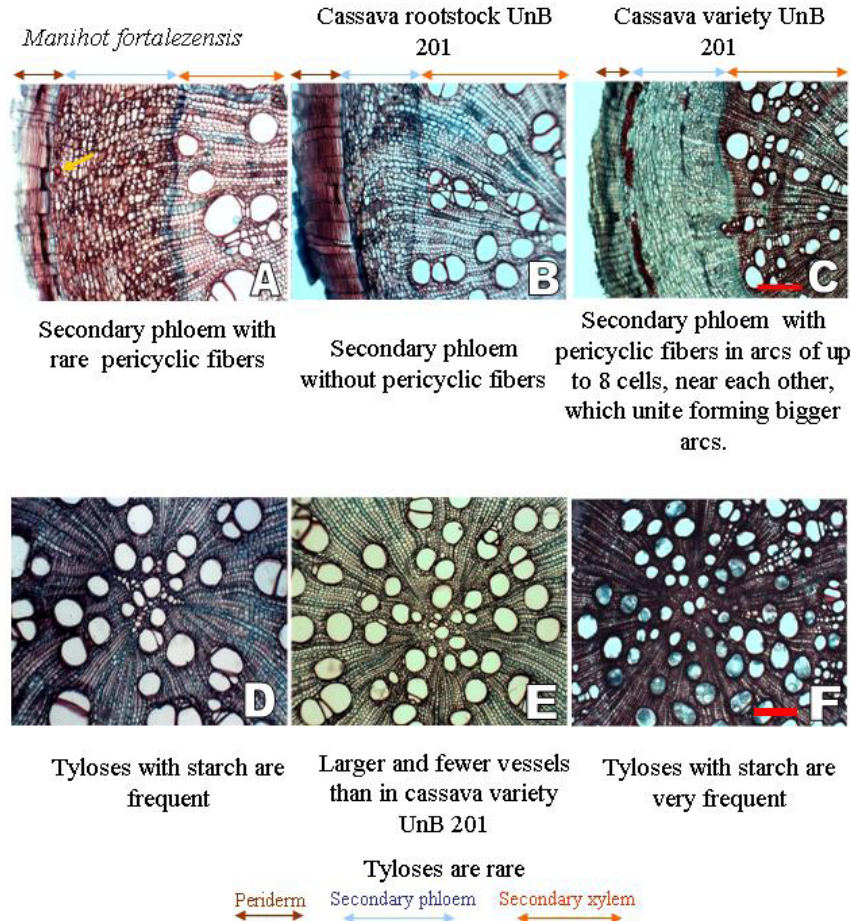 Manihot fortalezensis
Cassava rootstock UnB
201
Cassava variety UnB
201
A
B
C
Secondary phloem with
rare pericyclic fibers
Secondary phloem
without pericyclic fibers
Secondary phloem with
pericyclic fibers in arcs of up
to 8 cells, near each other,
which unite forming bigger
arcs.
D
E
F
Tyloses with starch are
frequent
Larger and fewer vessels
than in cassava variety
UnB 201
Tyloses with starch are
very frequent
Tyloses are rare
Periderm
Secondary phloem
Secondary xylem